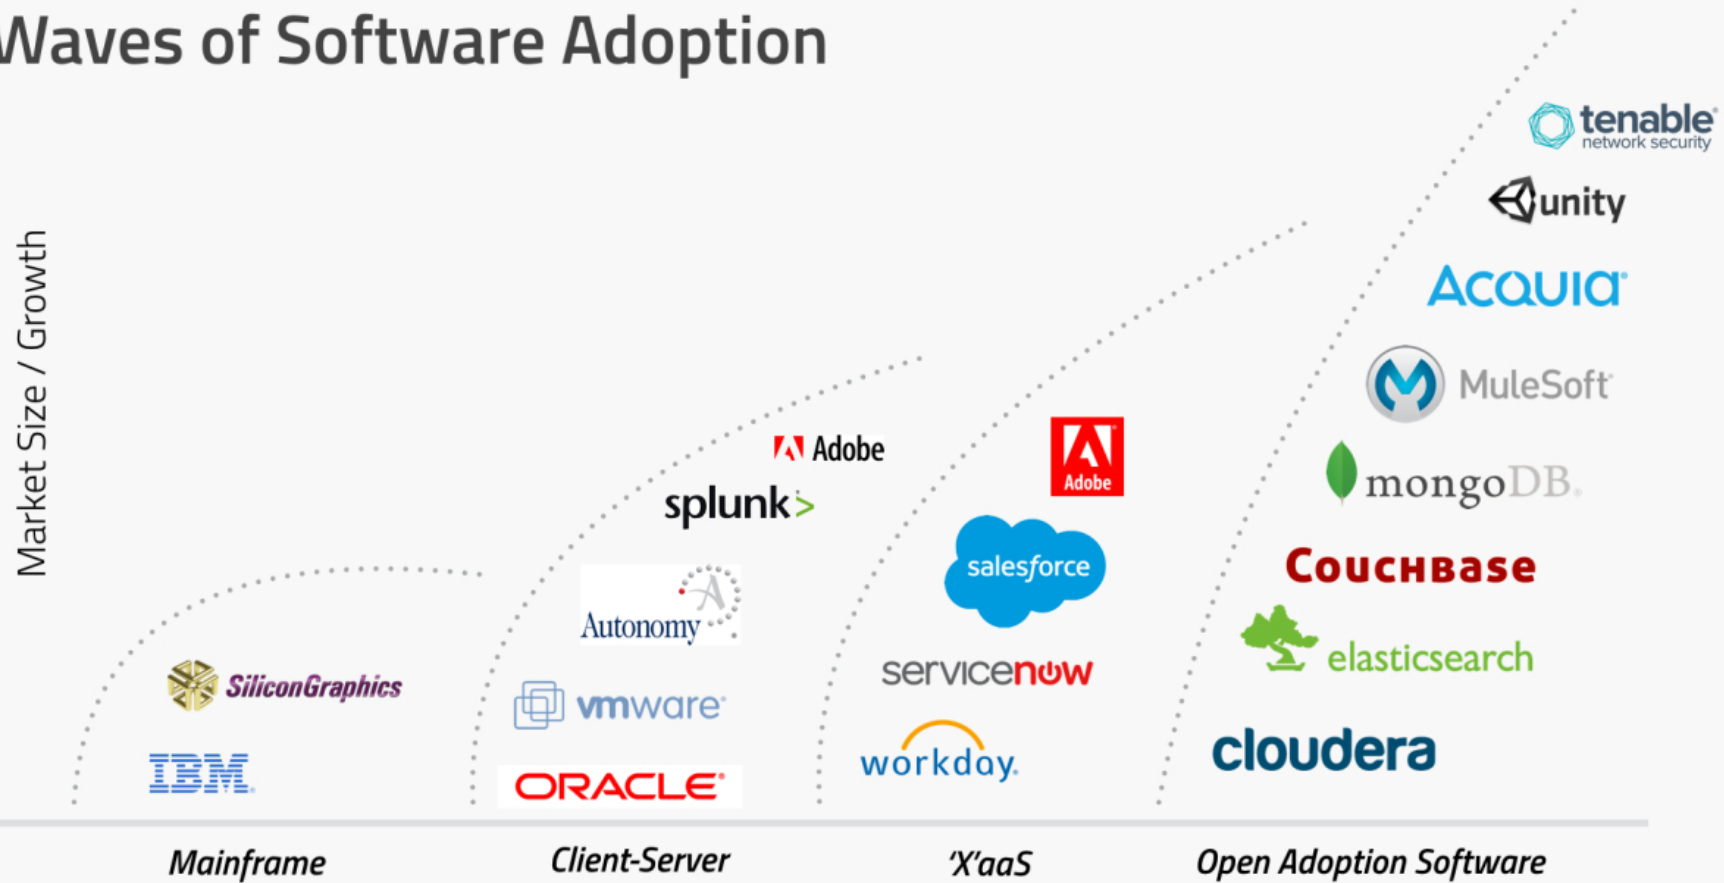 Waves of Software Adoption
Market Size / Growth
SiliconGraphics
IBM
Mainframe
Adobe
splunk>
Autonomy
vmware
ORACLE
Client-Server
Adobe
salesforce
servicenow
workday.
'X'aaS
tenable
network security
unity
ACQUIA
MuleSoft
mongoDB
COUCHBASE
elasticsearch
cloudera
Open Adoption Software